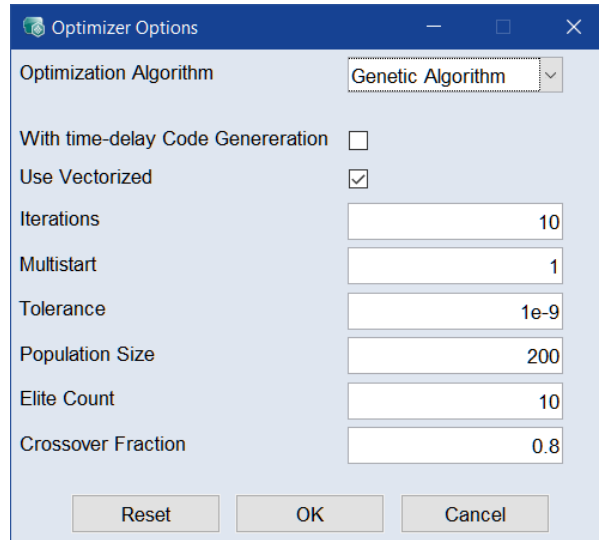 Optimizer Options
Optimization Algorithm Genetic Algorithm
With time-delay Code Genereration
Use Vectorized
Iterations 10
Multistart 1
Tolerance 1e-9
Population Size 200
Elite Count 10
Crossover Fraction 0.8
Reset OK Cancel